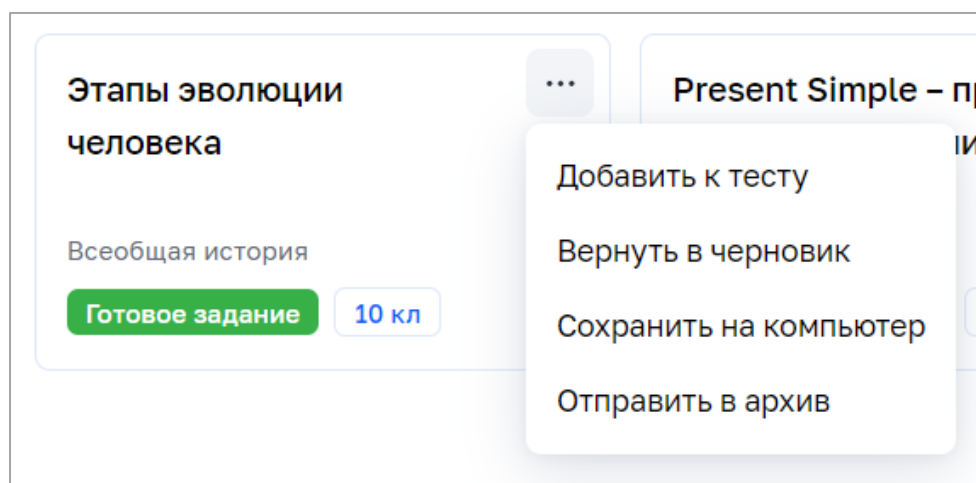 Этапы эволюции
человека
Всеобщая история
Готовое задание
10 кл
...
Present Simple –
Добавить к тесту
Вернуть в черновик
Сохранить на компьютер
Отправить в архив